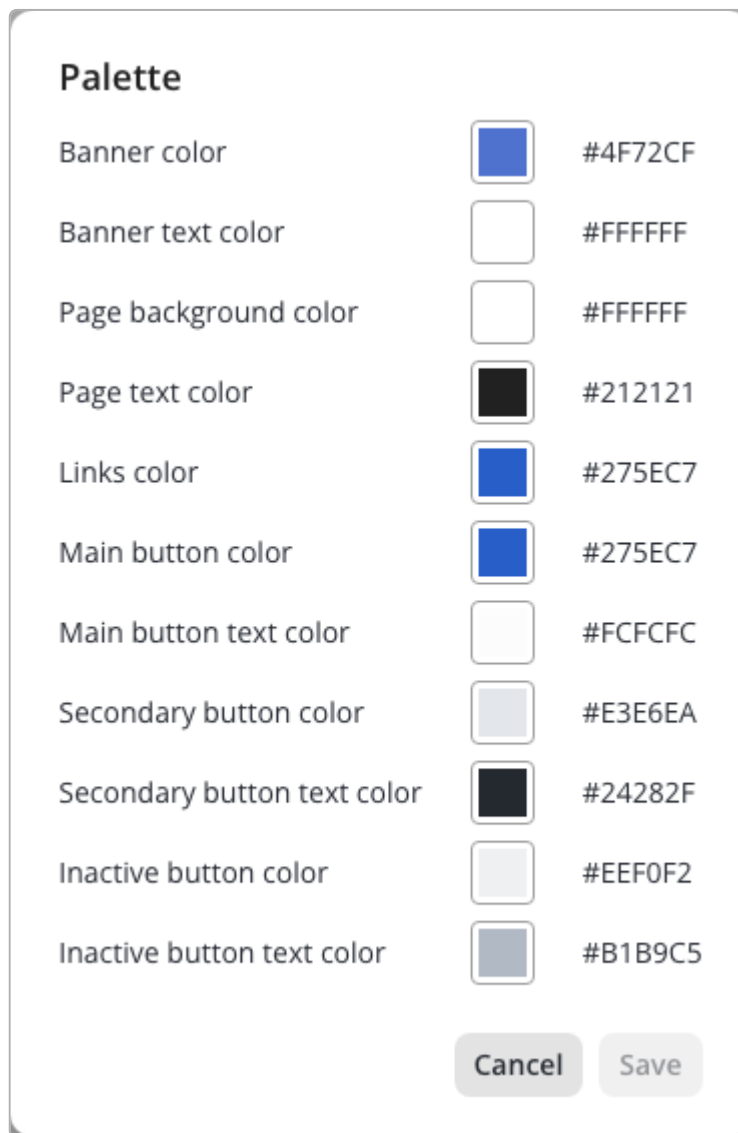 Palette
Banner color #4F72CF
Banner text color #FFFFFF
Page background color #FFFFFF
Page text color #212121
Links color #275EC7
Main button color #275EC7
Main button text color #FCFCFC
Secondary button color #E3E6EA
Secondary button text color #24282F
Inactive button color #EEF0F2
Inactive button text color #B1B9C5
Cancel Save